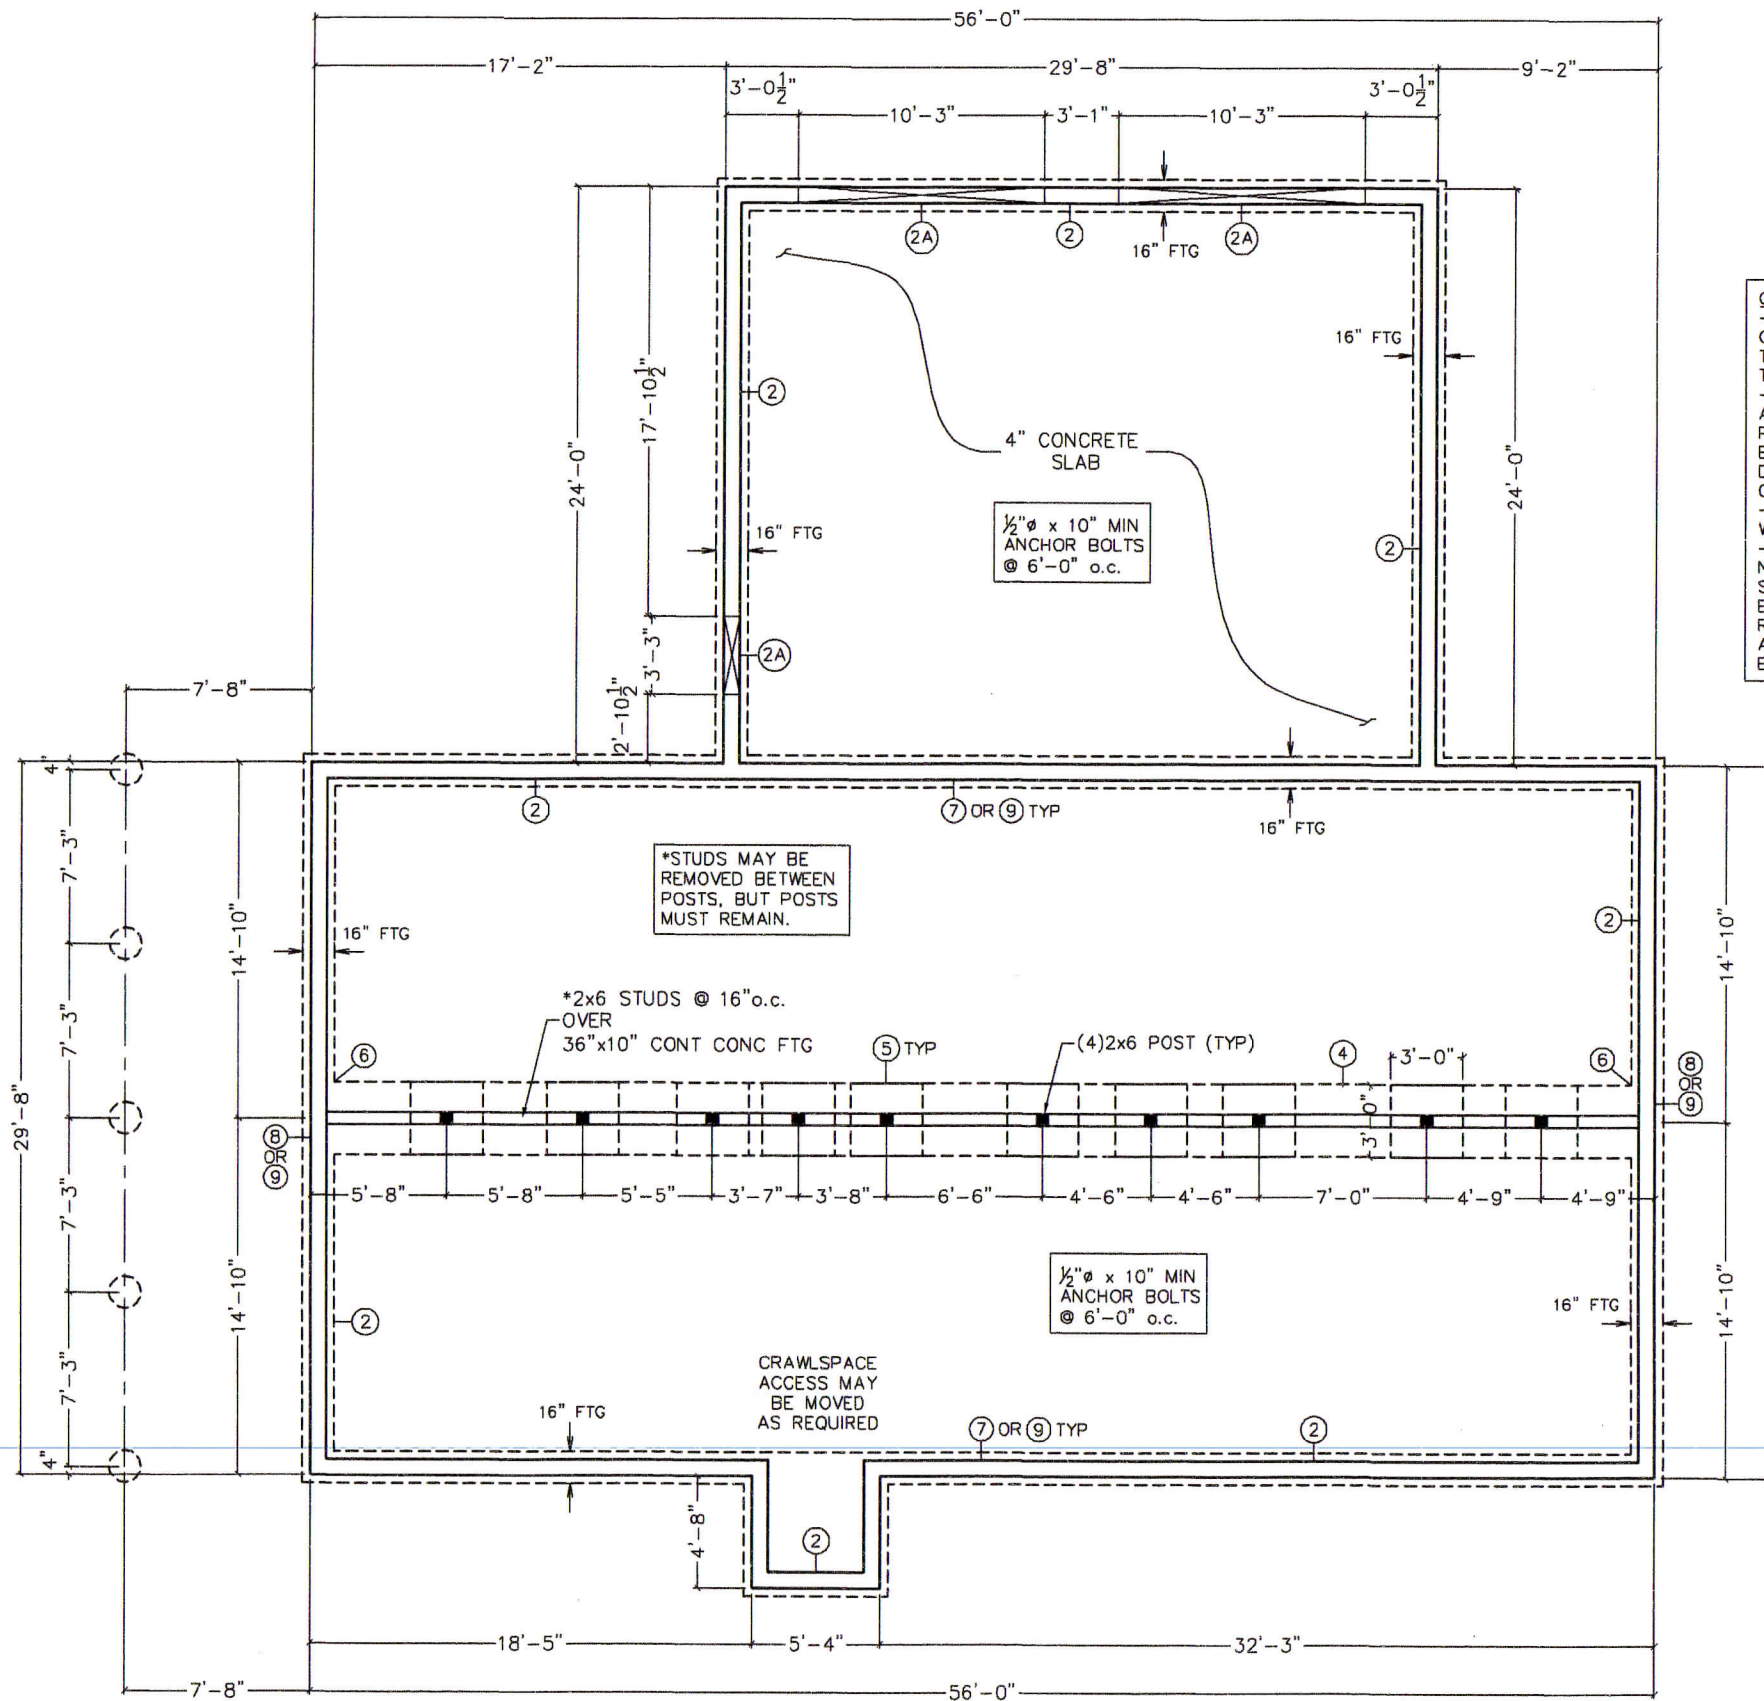 56'-0"
17'-2"
29'-8"
9'-2"
3'-0½"
3'-0½"
10'-3"
3'-1"
10'-3"
2A
2
2A
16" FTG
16" FTG
17'-10½"
2
24'-0"
24'-0"
4" CONCRETE
SLAB
½"ø x 10" MIN
ANCHOR BOLTS
@ 6'-0" o.c.
16" FTG
2
3'-3"
2A
2'-10½"
7'-8"
4"
2
7 OR 9 TYP
16" FTG
*STUDS MAY BE
REMOVED BETWEEN
POSTS, BUT POSTS
MUST REMAIN.
7'-3"
14'-10"
16" FTG
2
14'-10"
*2x6 STUDS @ 16"o.c.
OVER
36"x10" CONT CONC FTG
7'-3"
6
5 TYP
(4)2x6 POST (TYP)
4
3'-0"
6
8
OR
9
3'-0"
29'-8"
8
OR
9
5'-8"
5'-8"
5'-5"
3'-7"
3'-8"
6'-6"
4'-6"
4'-6"
7'-0"
4'-9"
4'-9"
7'-3"
14'-10"
2
½"ø x 10" MIN
ANCHOR BOLTS
@ 6'-0" o.c.
16" FTG
14'-10"
7'-3"
CRAWLSPACE
ACCESS MAY
BE MOVED
AS REQUIRED
16" FTG
7 OR 9 TYP
2
4"
4'-8"
2
18'-5"
5'-4"
32'-3"
7'-8"
56'-0"